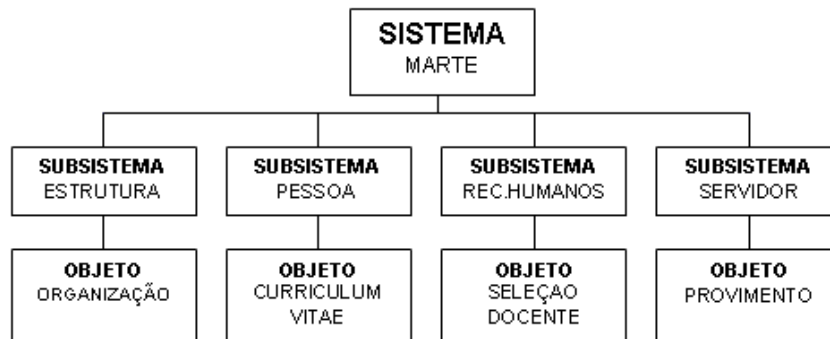 SISTEMA
MARTE
SUBSISTEMA
ESTRUTURA
SUBSISTEMA
PESSOA
SUBSISTEMA
REC.HUMANOS
SUBSISTEMA
SERVIDOR
OBJETO
ORGANIZAÇÃO
OBJETO
CURRICULUM
VITAE
OBJETO
SELEÇAO
DOCENTE
OBJETO
PROVIMENTO